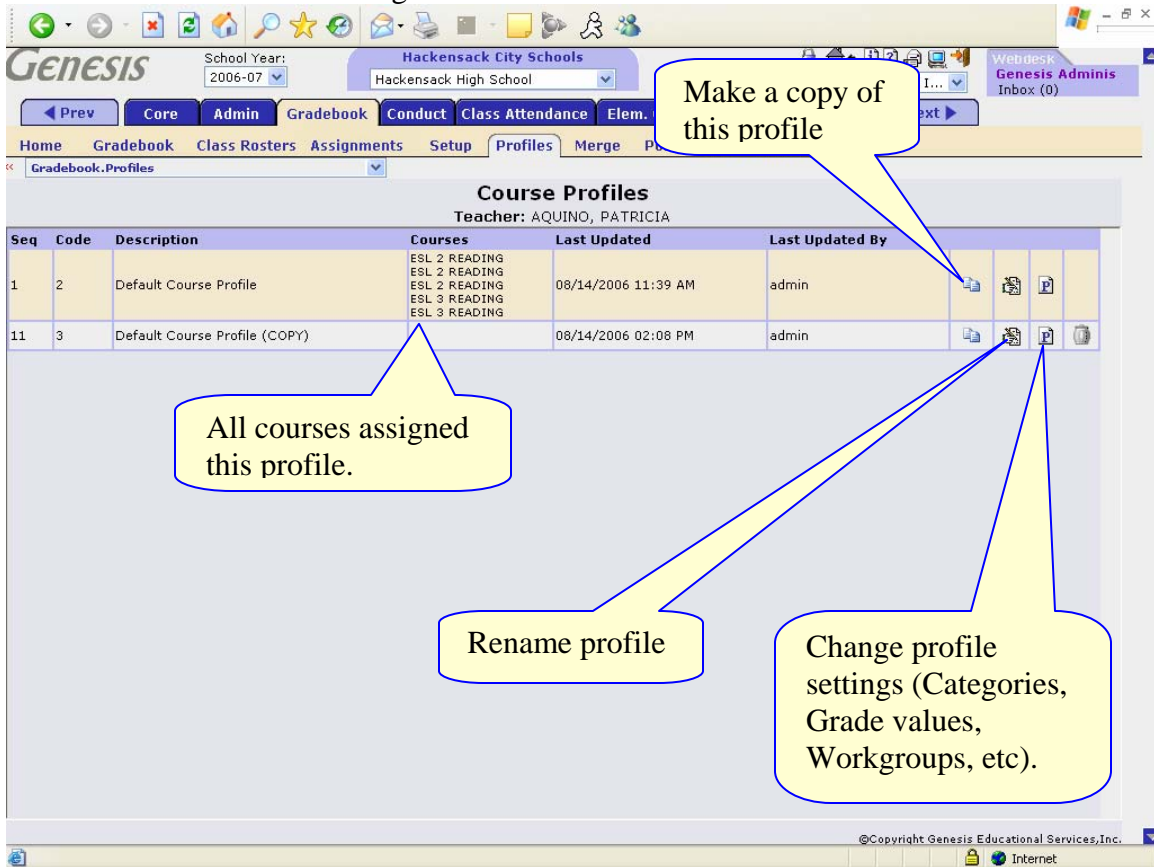 Genesis
School Year:
2006-07
Hackensack City Schools
Hackensack High School
I...
Webdesk
Genesis Adminis
Inbox (0)
Prev Core Admin Gradebook Conduct Class Attendance Elem.
Home Gradebook Class Rosters Assignments Setup Profiles Merge
Gradebook.Profiles
Course Profiles
Teacher: AQUINO, PATRICIA
Seq Code Description Courses Last Updated Last Updated By
ESL 2 READING
ESL 2 READING
1 2 Default Course Profile ESL 2 READING 08/14/2006 11:39 AM admin
ESL 3 READING
ESL 3 READING
11 3 Default Course Profile (COPY) 08/14/2006 02:08 PM admin
Make a copy of
this profile
All courses assigned
this profile.
Rename profile
Change profile
settings (Categories,
Grade values,
Workgroups, etc).
©Copyright Genesis Educational Services,Inc.
Internet